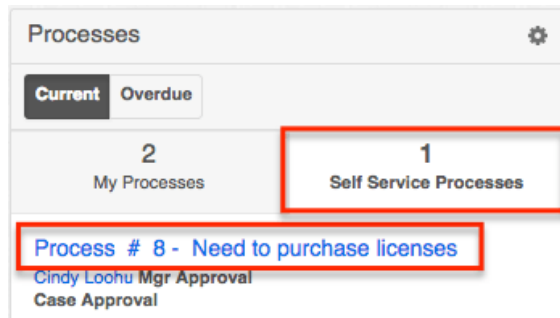 Processes
Current Overdue
2 1
My Processes Self Service Processes
Process # 8 - Need to purchase licenses
Cindy Loohu Mgr Approval
Case Approval